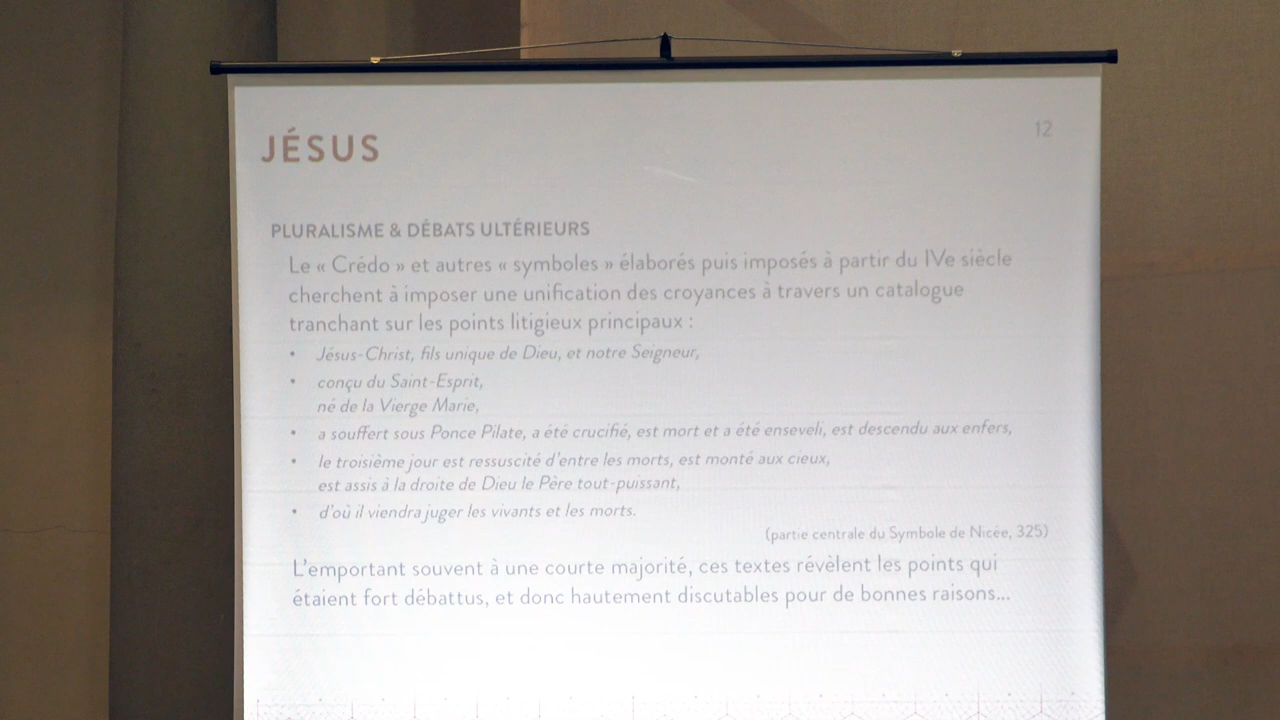 JÉSUS
12
PLURALISME & DÉBATS ULTÉRIEURS
Le « Crédo » et autres « symboles » élaborés puis imposés à partir du IVe siècle
cherchent à imposer une unification des croyances à travers un catalogue
tranchant sur les points litigieux principaux :
• Jésus-Christ, fils unique de Dieu, et notre Seigneur,
• conçu du Saint-Esprit,
né de la Vierge Marie,
• a souffert sous Ponce Pilate, a été crucifié, est mort et a été enseveli, est descendu aux enfers,
• le troisième jour est ressuscité d'entre les morts, est monté aux cieux,
est assis à la droite de Dieu le Père tout-puissant,
• d'où il viendra juger les vivants et les morts.
(partie centrale du Symbole de Nicée, 325)
L'emportant souvent à une courte majorité, ces textes révèlent les points qui
étaient fort débattus, et donc hautement discutables pour de bonnes raisons...